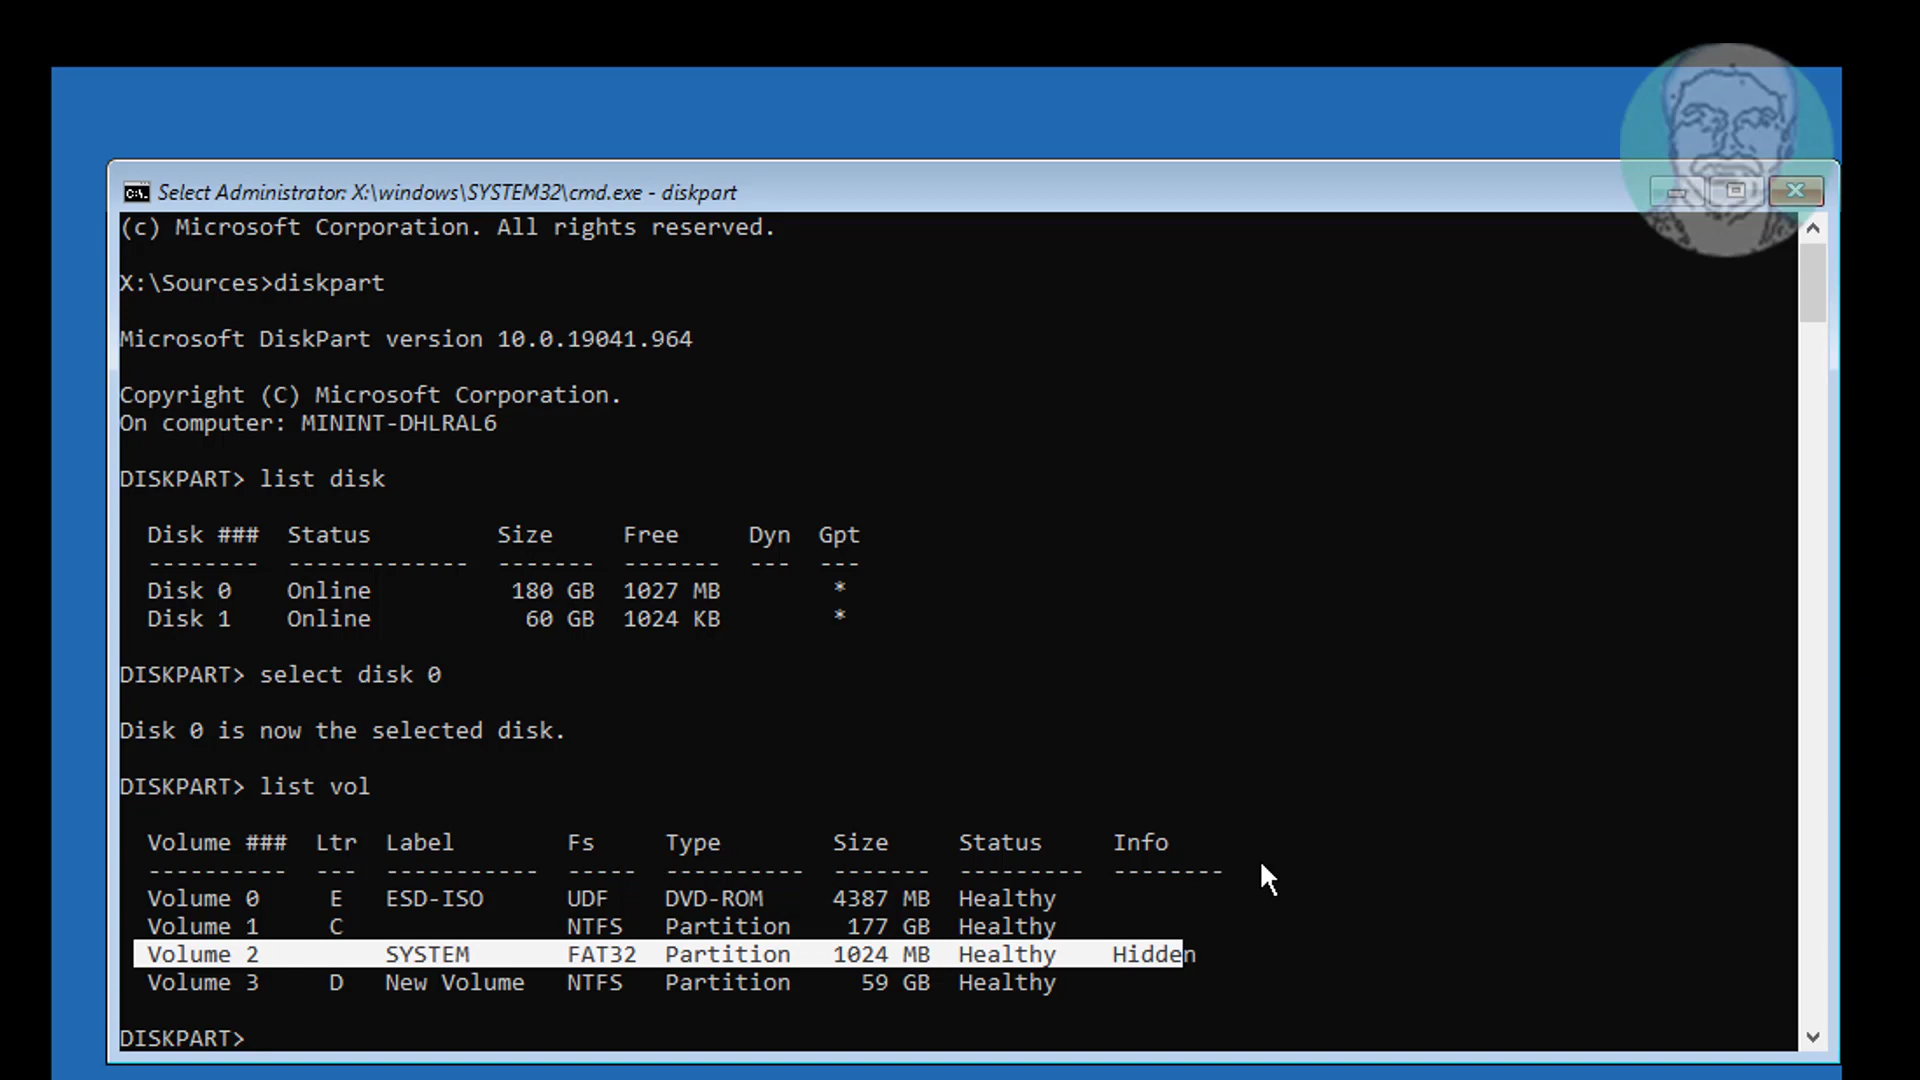 Select Administrator: X:\windows\SYSTEM32\cmd.exe - diskpart
(c) Microsoft Corporation. All rights reserved.
X:\Sources>diskpart
Microsoft DiskPart version 10.0.19041.964
Copyright (C) Microsoft Corporation.
On computer: MININT-DHLRAL6
DISKPART> list disk
Disk ###  Status         Size     Free     Dyn  Gpt
--------  -------------  -------  -------  ---  ---
Disk 0    Online          180 GB  1027 MB        *
Disk 1    Online           60 GB  1024 KB        *
DISKPART> select disk 0
Disk 0 is now the selected disk.
DISKPART> list vol
Volume ###  Ltr  Label        Fs     Type        Size     Status     Info
----------  ---  -----------  -----  ----------  -------  ---------  --------
Volume 0     E   ESD-ISO      UDF    DVD-ROM     4387 MB  Healthy
Volume 1     C                NTFS   Partition    177 GB  Healthy
Volume 2         SYSTEM       FAT32  Partition   1024 MB  Healthy    Hidden
Volume 3     D   New Volume   NTFS   Partition     59 GB  Healthy
DISKPART>